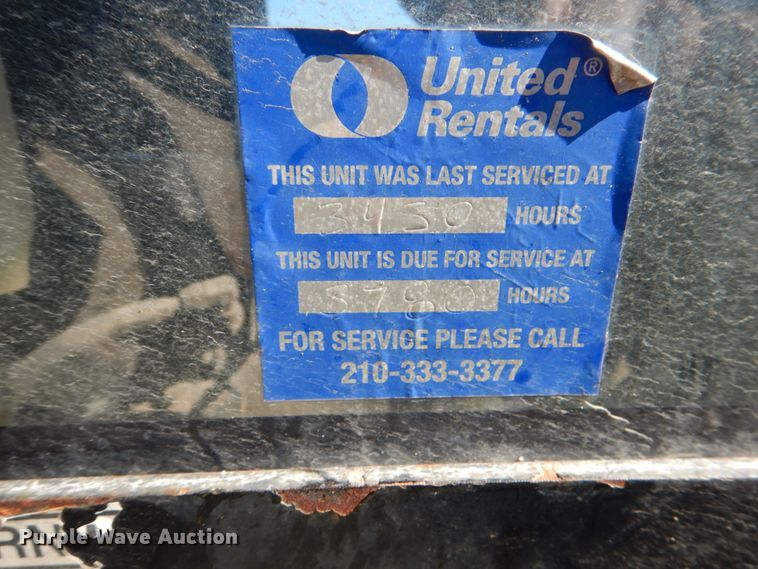 United®
Rentals
THIS UNIT WAS LAST SERVICED AT
3430 HOURS
THIS UNIT IS DUE FOR SERVICE AT
3780 HOURS
FOR SERVICE PLEASE CALL
210-333-3377
RN
Purple Wave Auction